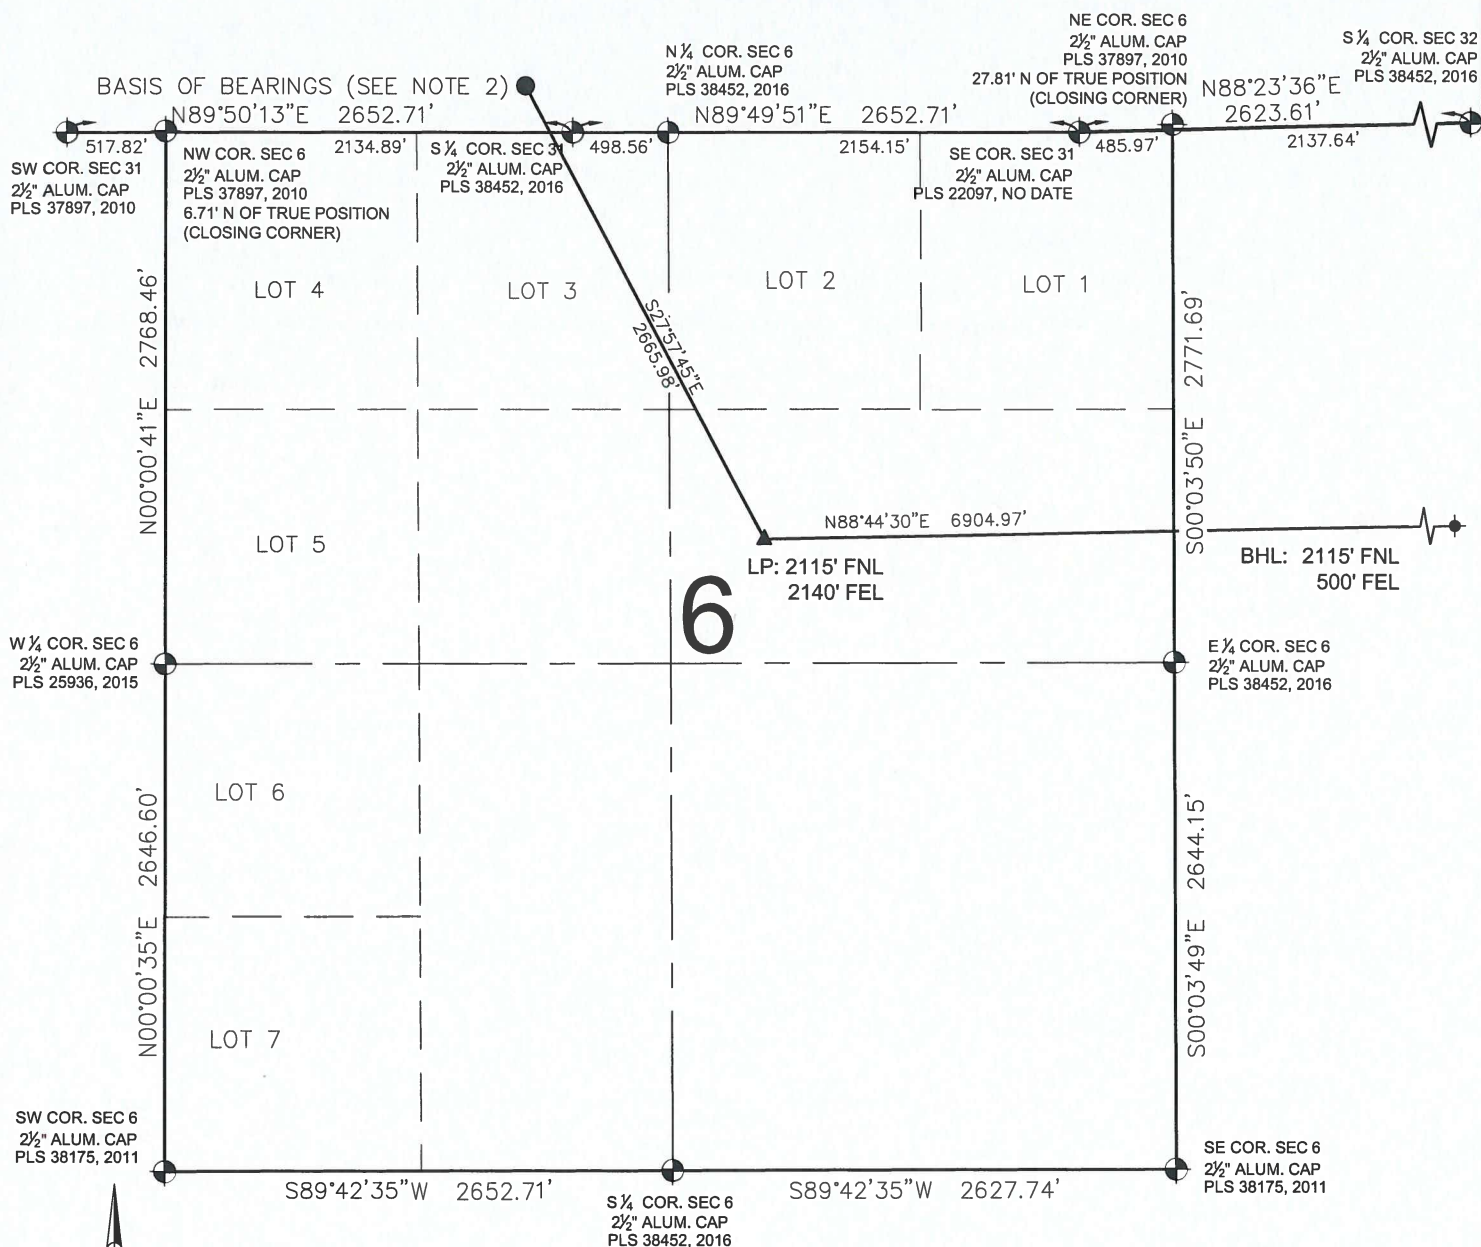 NE COR. SEC 6
2½" ALUM. CAP
PLS 37897, 2010
27.81' N OF TRUE POSITION
(CLOSING CORNER)
S ¼ COR. SEC 32
2½" ALUM. CAP
PLS 38452, 2016
N ¼ COR. SEC 6
2½" ALUM. CAP
PLS 38452, 2016
BASIS OF BEARINGS (SEE NOTE 2)
N89°50'13"E 2652.71'
N89°49'51"E 2652.71'
N88°23'36"E
2623.61'
517.82'
2134.89'
498.56'
2154.15'
485.97'
2137.64'
SW COR. SEC 31
2½" ALUM. CAP
PLS 37897, 2010
NW COR. SEC 6
2½" ALUM. CAP
PLS 37897, 2010
6.71' N OF TRUE POSITION
(CLOSING CORNER)
S ¼ COR. SEC 31
2½" ALUM. CAP
PLS 38452, 2016
SE COR. SEC 31
2½" ALUM. CAP
PLS 22097, NO DATE
LOT 4
LOT 3
LOT 2
LOT 1
N00°00'41"E 2768.46'
S27°57'45"E
2665.98'
S00°03'50"E 2771.69'
LOT 5
N88°44'30"E 6904.97'
LP: 2115' FNL
2140' FEL
BHL: 2115' FNL
500' FEL
6
W ¼ COR. SEC 6
2½" ALUM. CAP
PLS 25936, 2015
E ¼ COR. SEC 6
2½" ALUM. CAP
PLS 38452, 2016
LOT 6
N00°00'35"E 2646.60'
S00°03'49"E 2644.15'
LOT 7
SW COR. SEC 6
2½" ALUM. CAP
PLS 38175, 2011
SE COR. SEC 6
2½" ALUM. CAP
PLS 38175, 2011
S89°42'35"W 2652.71'
S89°42'35"W 2627.74'
S ¼ COR. SEC 6
2½" ALUM. CAP
PLS 38452, 2016